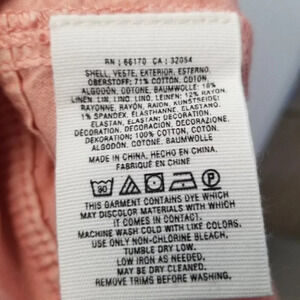 RN | 66170 CA | 32054
SHELL, VESTE, EXTERIOR, ESTERNO,
OBERSTOFF: 71% COTTON, COTON,
ALGODÓN, COTONE, BAUMWOLLE: 16%
LINEN, LIN, LINO, LINO, LEINEN: 12% RAYON,
RAYONNE, RAYÓN, RAION, KUNSTSEIDE:
1% SPANDEX, ÉLASTHANNE, ELASTANO,
ELASTAN, ELASTAN; DECORATION,
DÉCORATION, DECORACIÓN, DECORAZIONE,
DEKORSTOFF: 100% COTTON, COTON,
ALGODÓN, COTONE, BAUMWOLLE
MADE IN CHINA, HECHO EN CHINA,
FABRIQUÉ EN CHINE
THIS GARMENT CONTAINS DYE WHICH
MAY DISCOLOR MATERIALS WITH WHICH
IT COMES IN CONTACT.
MACHINE WASH COLD WITH LIKE COLORS.
USE ONLY NON-CHLORINE BLEACH,
TUMBLE DRY LOW.
LOW IRON AS NEEDED,
MAY BE DRY CLEANED,
REMOVE TRIMS BEFORE WASHING.